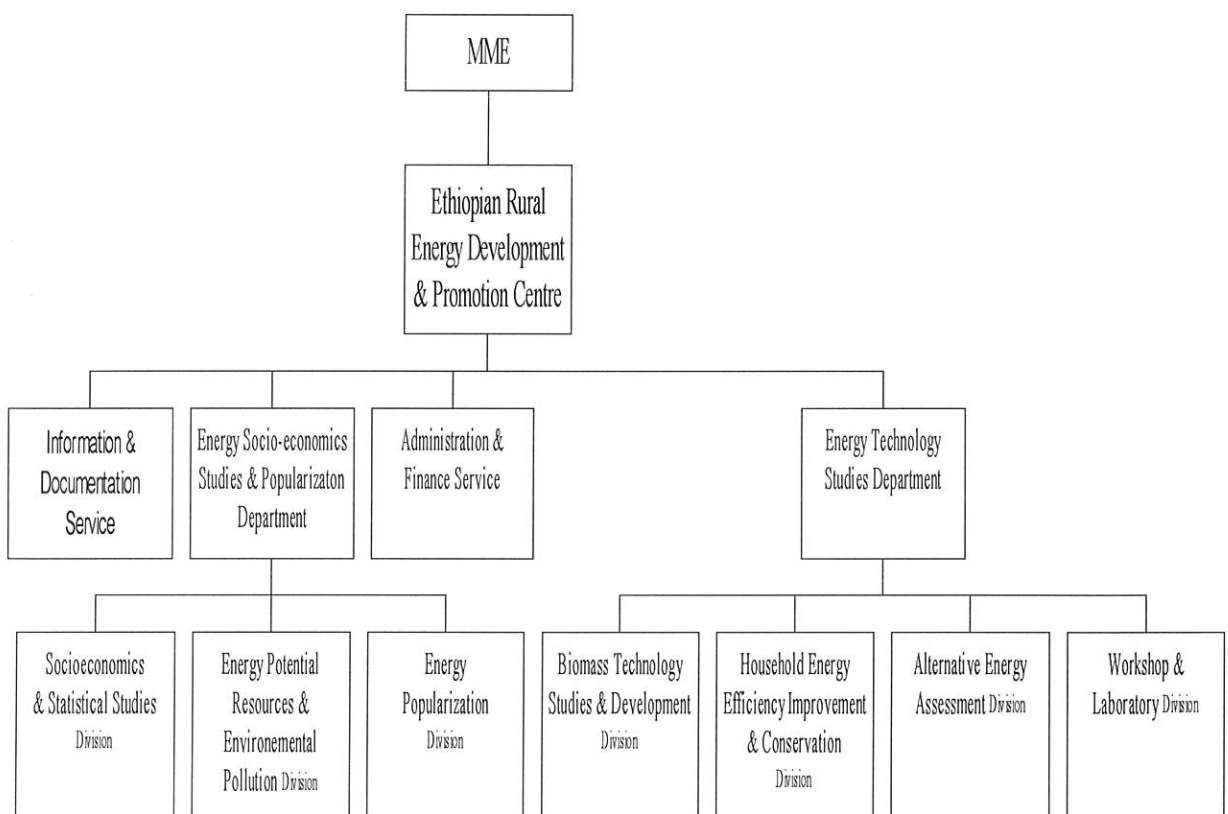 MME
Ethiopian Rural
Energy Development
& Promotion Centre
Information &
Documentation
Service
Energy Socio-economics
Studies & Popularizaton
Department
Administration &
Finance Service
Energy Technology
Studies Department
Socioeconomics
& Statistical Studies
Division
Energy Potential
Resources &
Environemental
Pollution Division
Energy
Popularization
Division
Biomass Technology
Studies & Development
Division
Household Energy
Efficiency Improvement
& Conservation
Division
Alternative Energy
Assessment Division
Workshop &
Laboratory Division